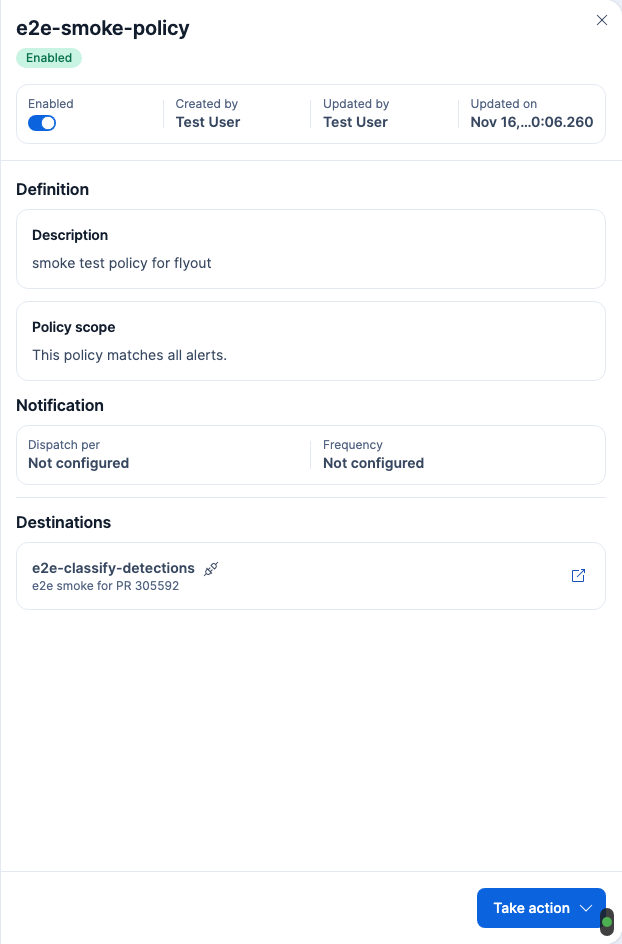 e2e-smoke-policy
Enabled
Enabled
Created by
Updated by
Updated on
Test User
Test User
Nov 16,...0:06.260
Definition
Description
smoke test policy for flyout
Policy scope
This policy matches all alerts.
Notification
Dispatch per
Frequency
Not configured
Not configured
Destinations
e2e-classify-detections
e2e smoke for PR 305592
Take action